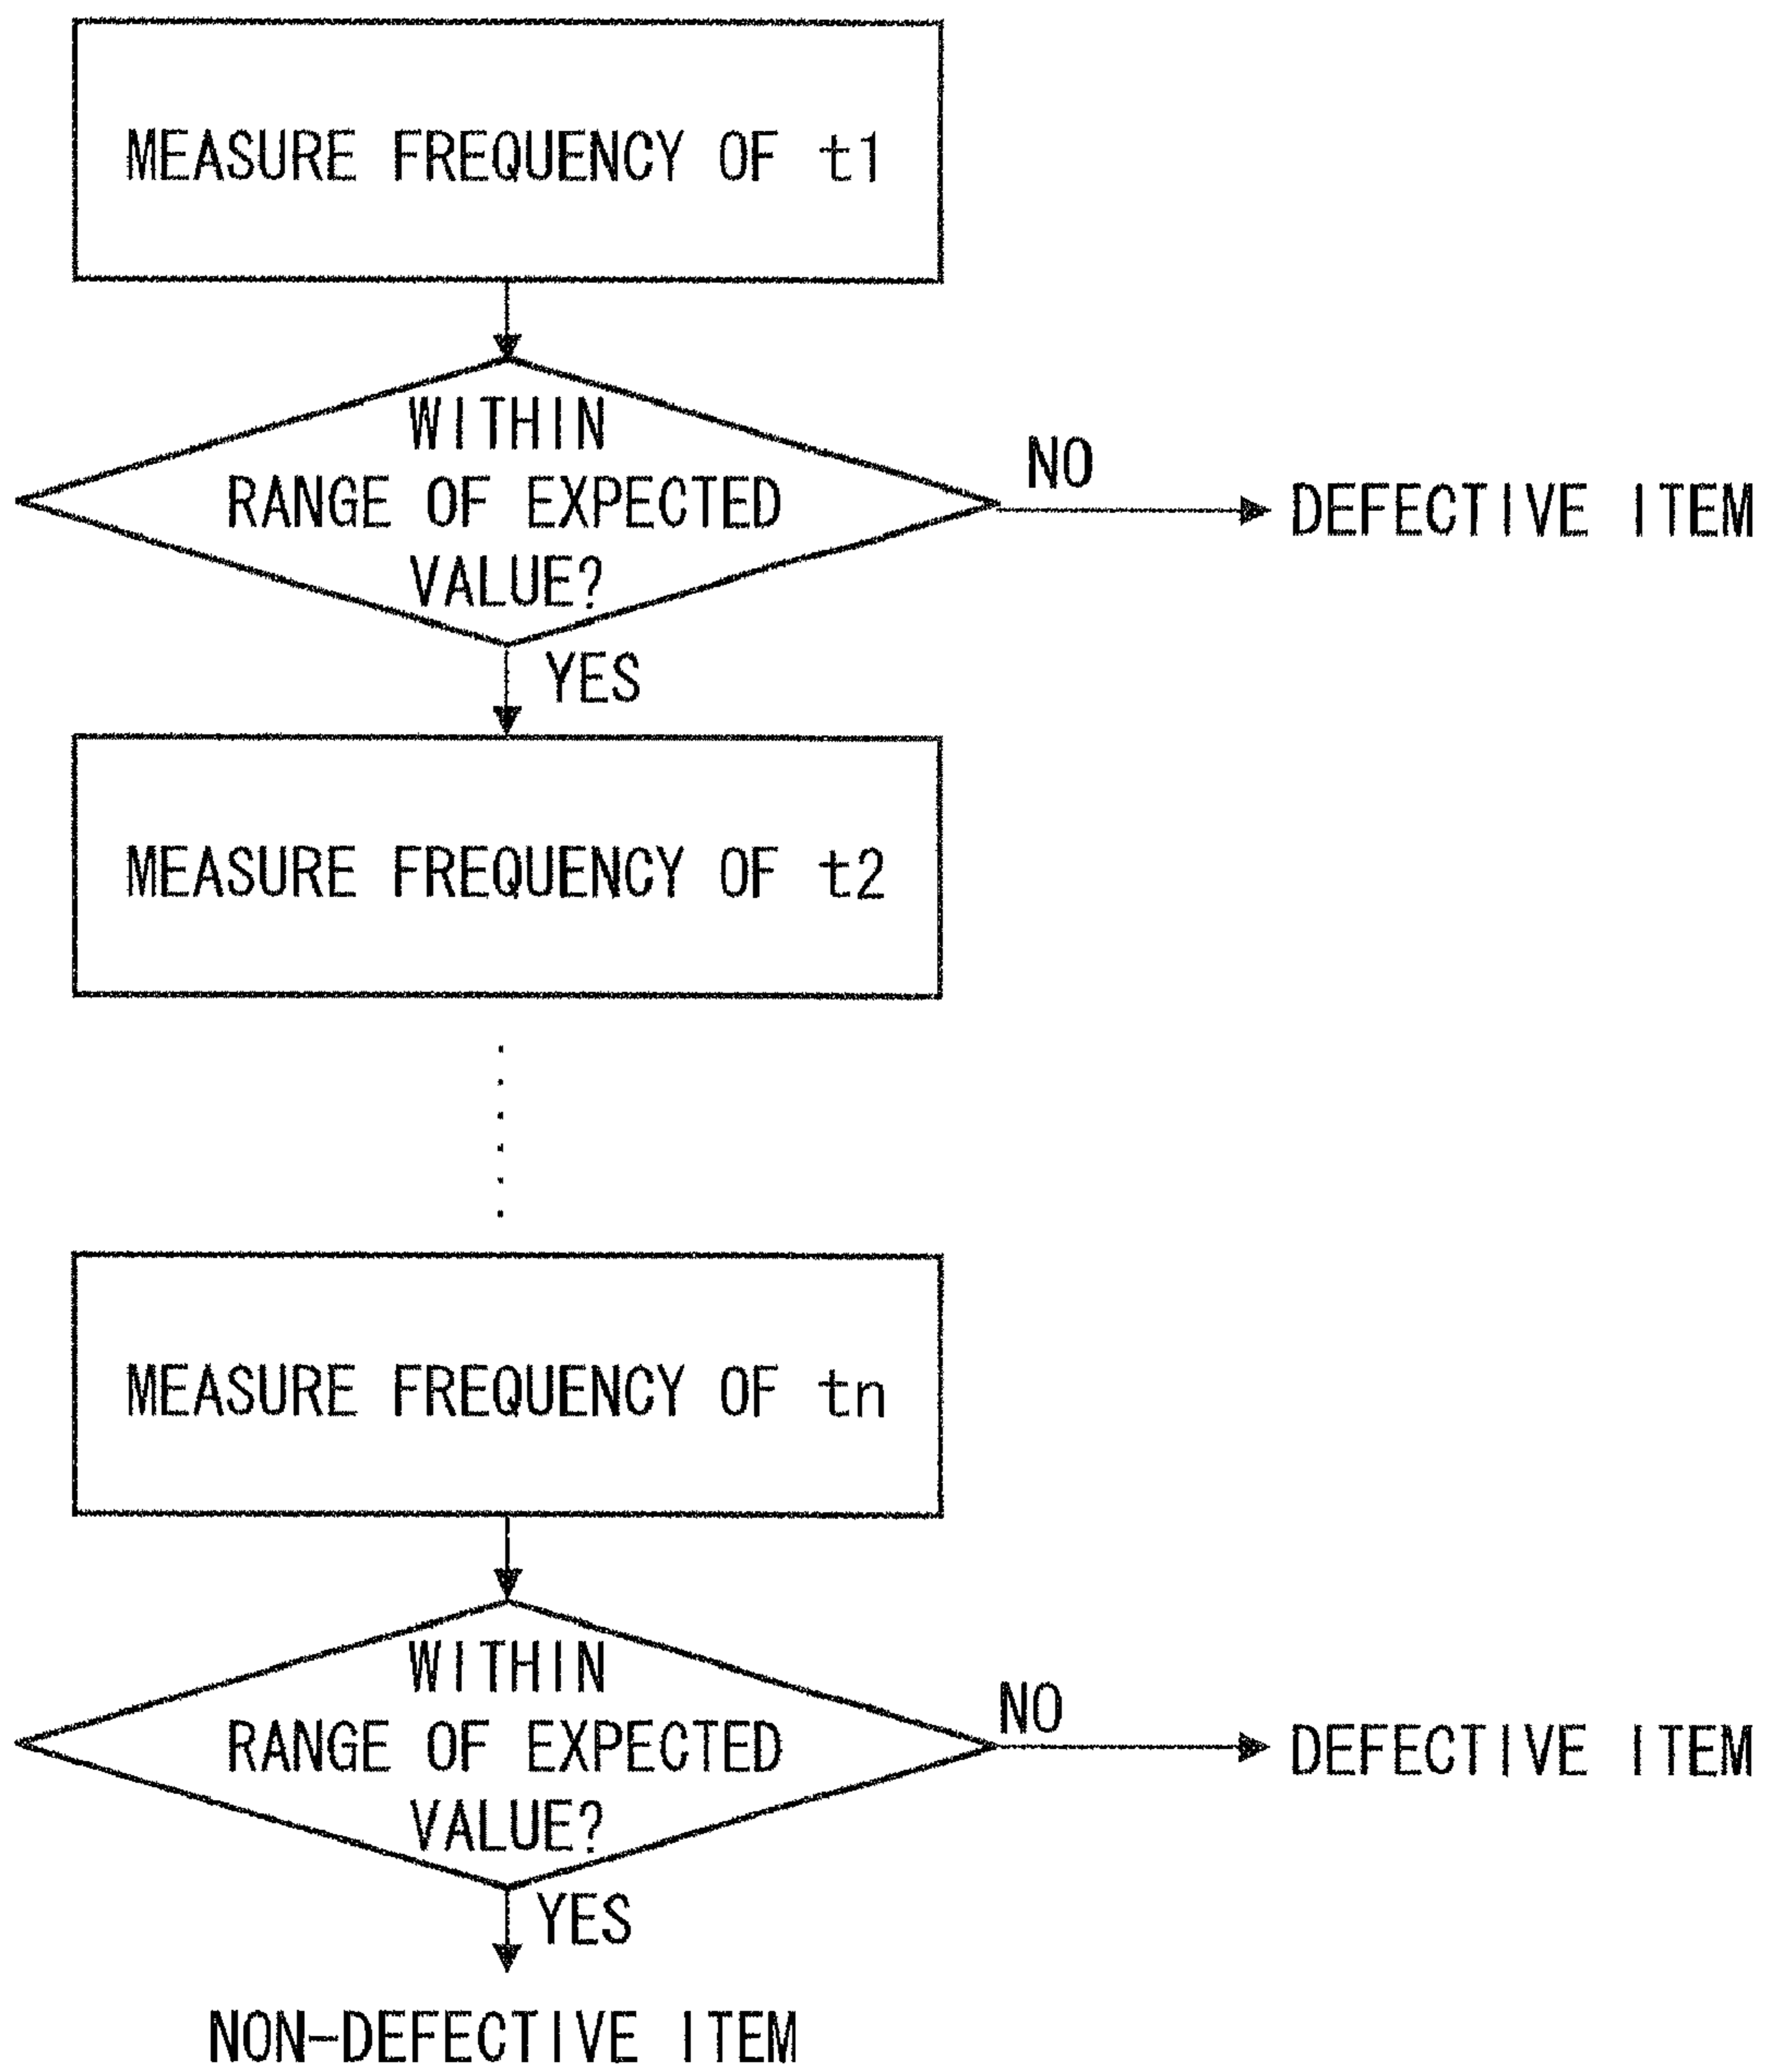 MEASURE FREQUENCY OF t1
WITHIN
RANGE OF EXPECTED
VALUE?
NO
DEFECTIVE ITEM
YES
MEASURE FREQUENCY OF t2
MEASURE FREQUENCY OF tn
WITHIN
RANGE OF EXPECTED
VALUE?
NO
DEFECTIVE ITEM
YES
NON-DEFECTIVE ITEM